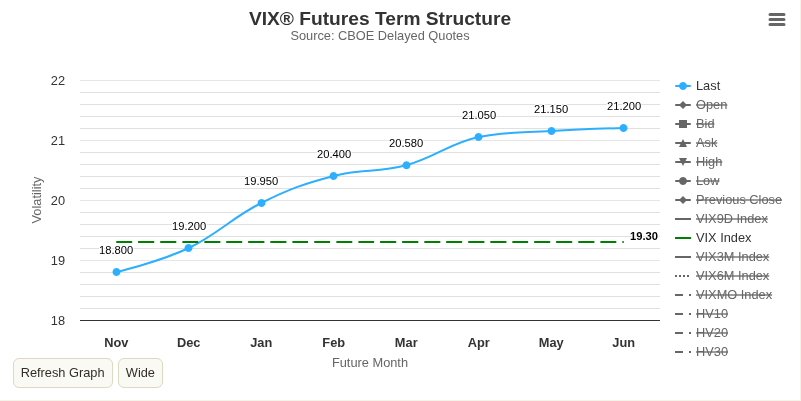 VIX® Futures Term Structure
Source: CBOE Delayed Quotes
Volatility
22
21
20
19
18
18.800
19.200
19.950
20.400
20.580
21.050
21.150
21.200
19.30
Nov Dec Jan Feb Mar Apr May Jun
Future Month
Last
Open
Bid
Ask
High
Low
Previous Close
VIX9D Index
VIX Index
VIX3M Index
VIX6M Index
VIXMO Index
HV10
HV20
HV30
Refresh Graph Wide